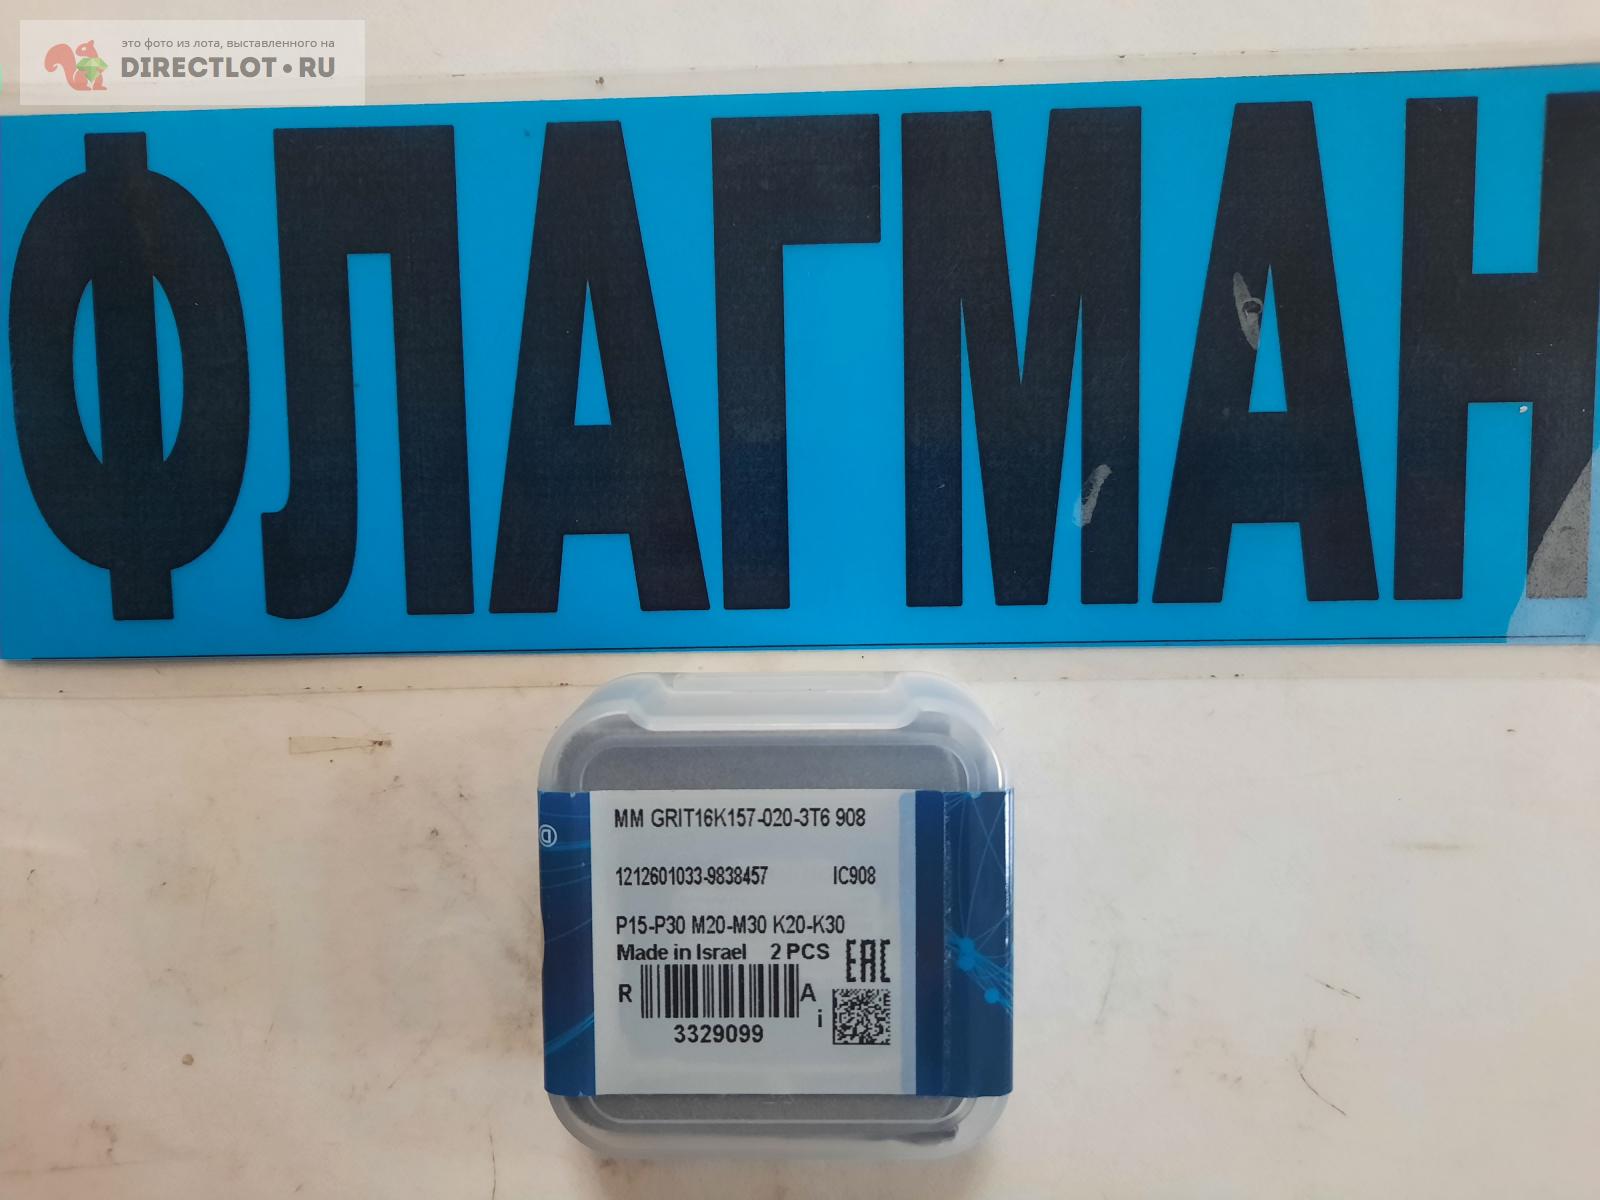 это фото из лота, выставленного на
DIRECTLOT.RU
ФЛАГМАН
MM GRIT16K157-020-3T6 908
1212601033-9838457 IC908
P15-P30 M20-M30 K20-K30
Made in Israel 2 PCS EAC
R A
i
3329099